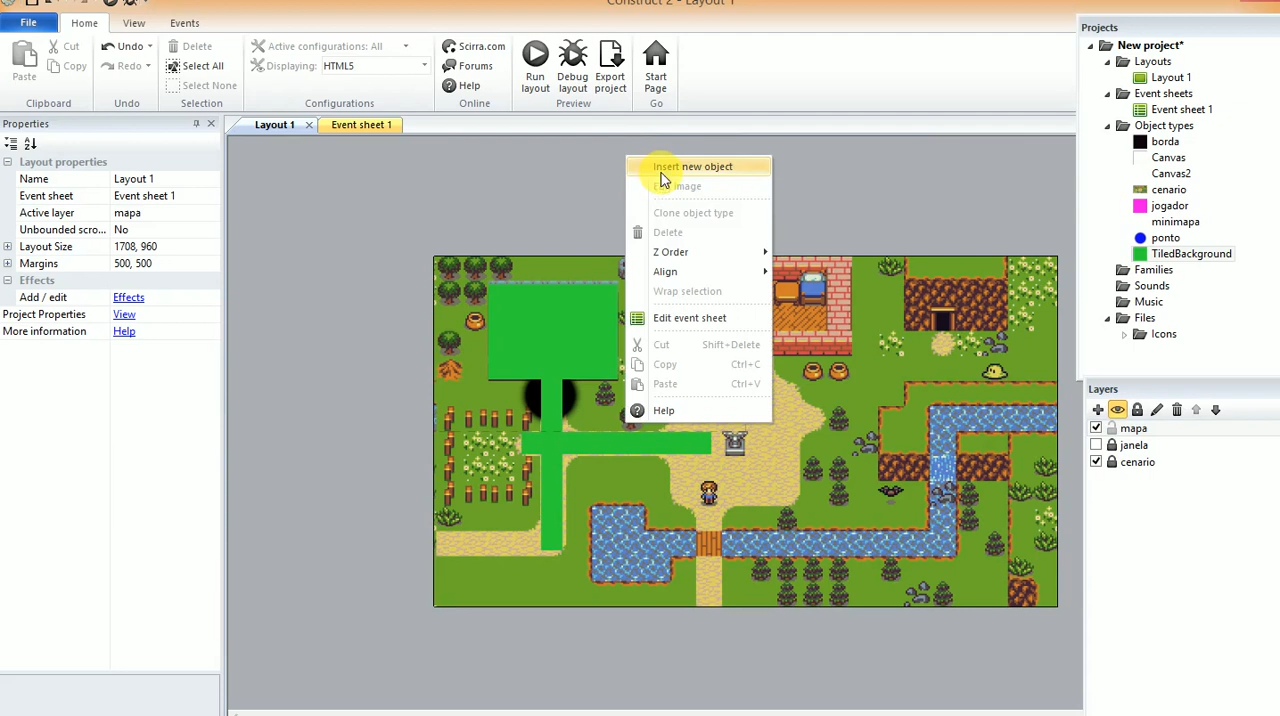 Construct 2 - Layout 1
File
Home
View
Events
Paste
Cut
Copy
Clipboard
Undo
Redo
Undo
Delete
Select All
Select None
Selection
Active configurations: All
Displaying: HTML5
Configurations
Scirra.com
Forums
Help
Online
Run layout
Debug layout
Export project
Preview
Start Page
Go
Properties
Layout properties
Name Layout 1
Event sheet Event sheet 1
Active layer mapa
Unbounded scro... No
Layout Size 1708, 960
Margins 500, 500
Effects
Add / edit Effects
Project Properties View
More information Help
Layout 1
Event sheet 1
Insert new object
image
Clone object type
Delete
Z Order
Align
Wrap selection
Edit event sheet
Cut Shift+Delete
Copy Ctrl+C
Paste Ctrl+V
Help
Projects
New project*
Layouts
Layout 1
Event sheets
Event sheet 1
Object types
borda
Canvas
Canvas2
cenario
jogador
minimapa
ponto
TiledBackground
Families
Sounds
Music
Files
Icons
Layers
mapa
janela
cenario